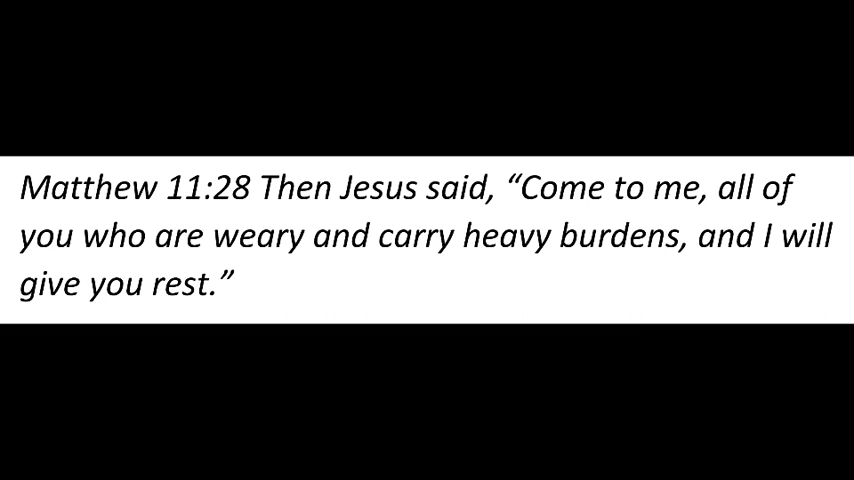 Matthew 11:28 Then Jesus said, “Come to me, all of
you who are weary and carry heavy burdens, and I will
give you rest.”